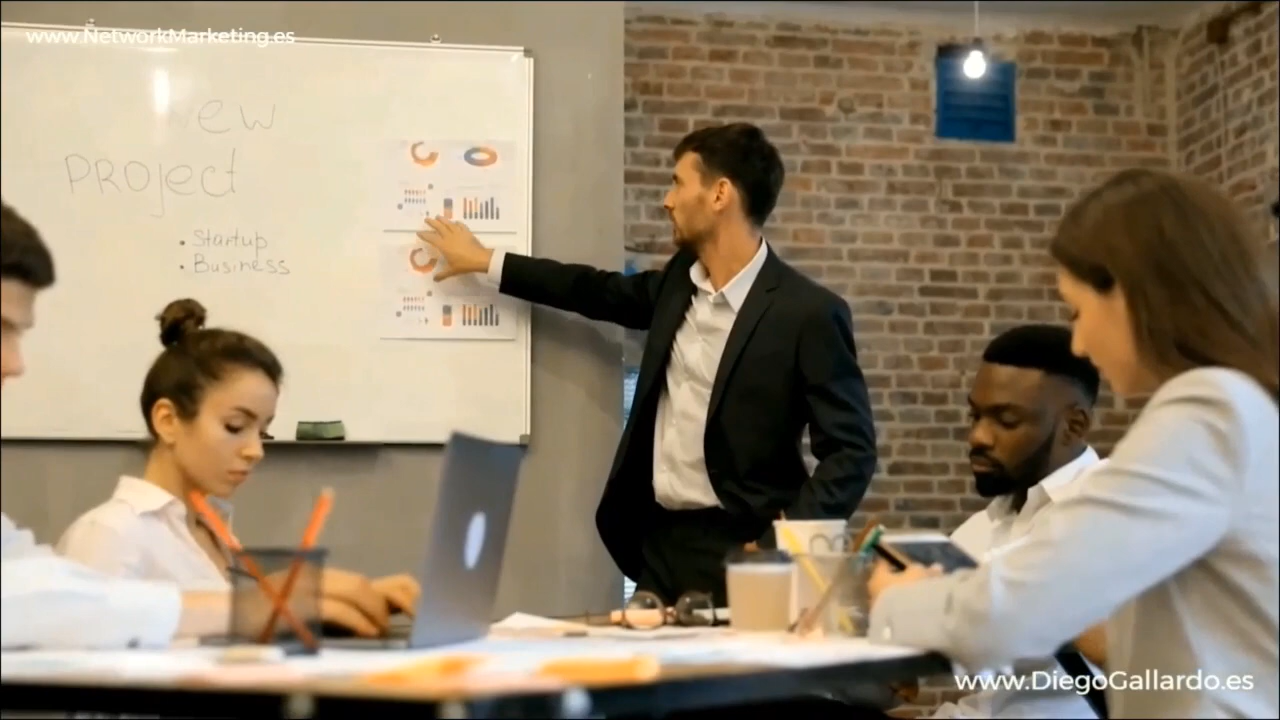 www.NetworkMarketing.es
New
PROJECT
• Startup
• Business
www.DiegoGallardo.es